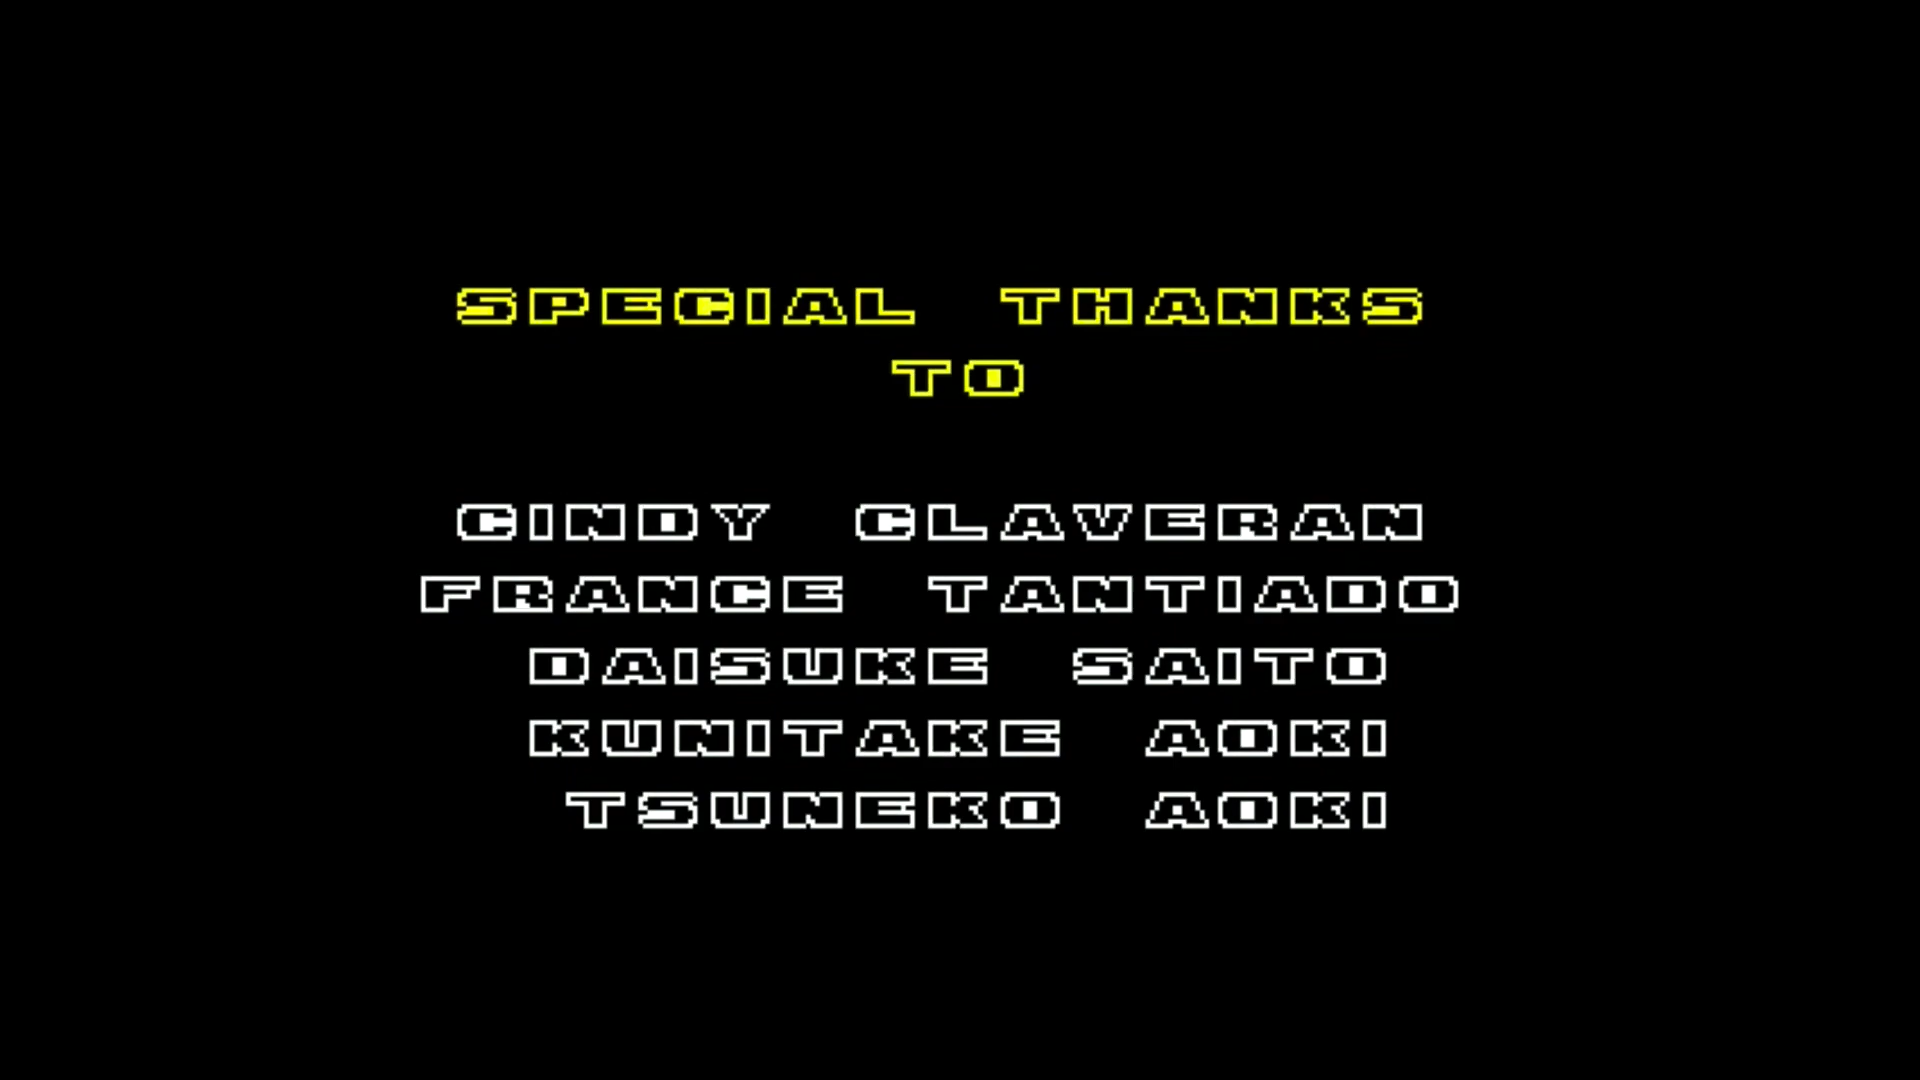 SPECIAL THANKS
TO
CINDY CLAVERAN
FRANCE TANTIADO
DAISUKE SAITO
KUNITAKE AOKI
TSUNEKO AOKI